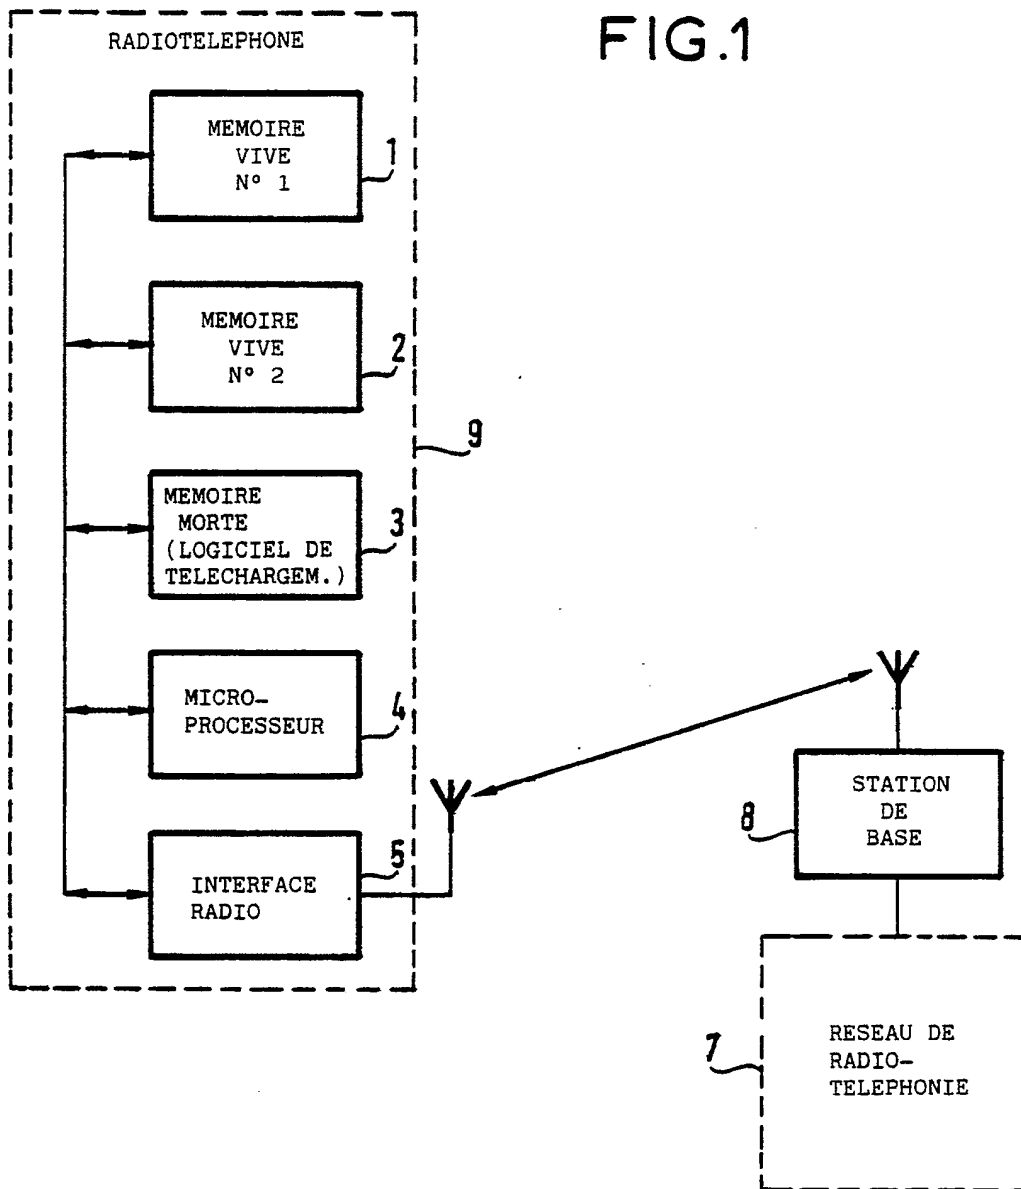 FIG.1
RADIOTELEPHONE
MEMOIRE
VIVE
N° 1
1
MEMOIRE
VIVE
N° 2
2
9
MEMOIRE
MORTE
(LOGICIEL DE
TELECHARGEM.)
3
MICRO-
PROCESSEUR
4
INTERFACE
RADIO
5
STATION
DE
BASE
8
RESEAU DE
RADIO-
TELEPHONIE
7